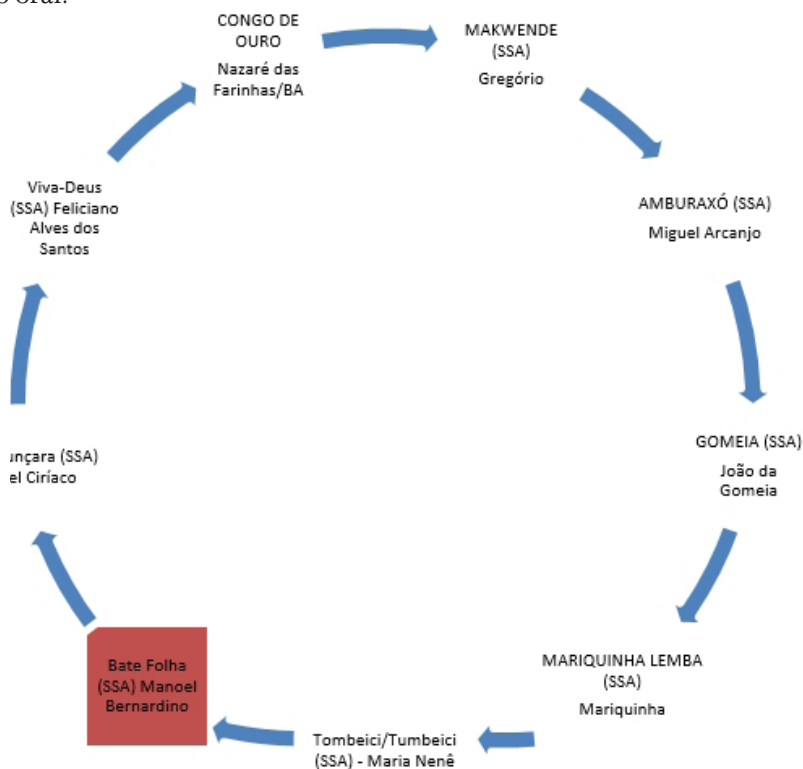 oral.
CONGO DE
OURO
Nazaré das
Farinhas/BA
MAKWENDE
(SSA)
Gregório
AMBURAXÓ (SSA)
Miguel Arcanjo
GOMEIA (SSA)
João da
Gomeia
MARIQUINHA LEMBA
(SSA)
Mariquinha
Tombeici/Tumbeici
(SSA) - Maria Nenê
Bate Folha
(SSA) Manoel
Bernardino
(SSA)
Ciríaco
Viva-Deus
(SSA) Feliciano
Alves dos
Santos